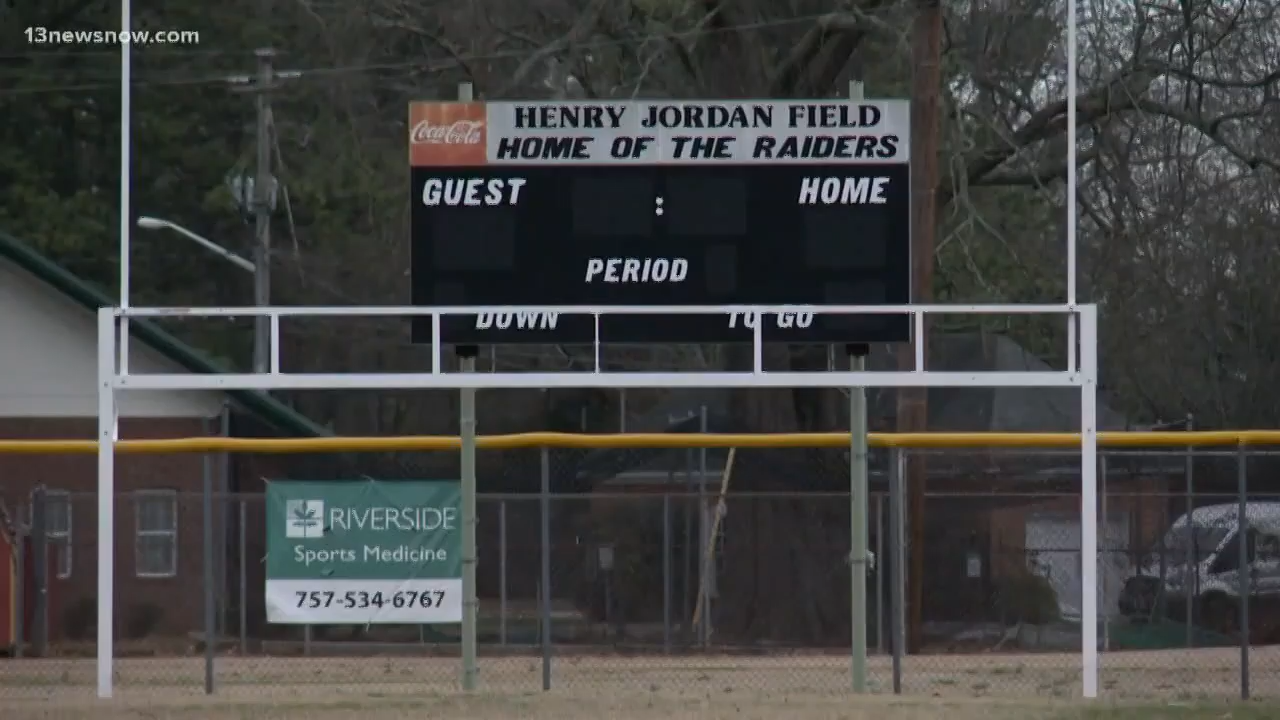 13newsnow.com
Coca-Cola
HENRY JORDAN FIELD
HOME OF THE RAIDERS
GUEST : HOME
PERIOD
DOWN TO GO
RIVERSIDE
Sports Medicine
757-534-6767